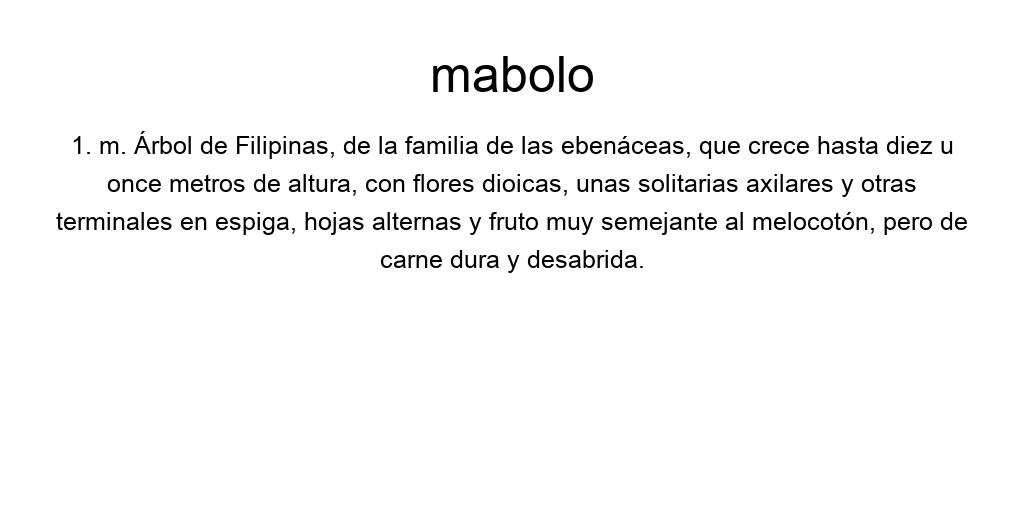 mabolo
1. m. Árbol de Filipinas, de la familia de las ebenáceas, que crece hasta diez u
once metros de altura, con flores dioicas, unas solitarias axilares y otras
terminales en espiga, hojas alternas y fruto muy semejante al melocotón, pero de
carne dura y desabrida.